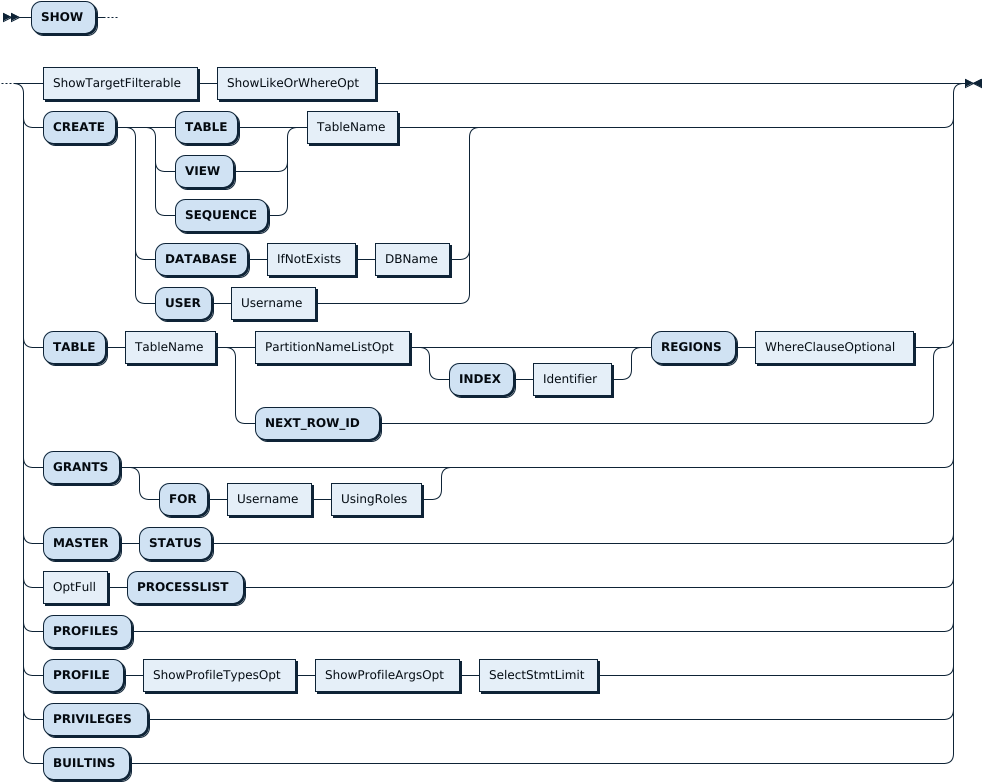 SHOW
ShowTargetFilterable ShowLikeOrWhereOpt
CREATE TABLE TableName
VIEW
SEQUENCE
DATABASE IfNotExists DBName
USER Username
TABLE TableName PartitionNameListOpt REGIONS WhereClauseOptional
INDEX Identifier
NEXT_ROW_ID
GRANTS
FOR Username UsingRoles
MASTER STATUS
OptFull PROCESSLIST
PROFILES
PROFILE ShowProfileTypesOpt ShowProfileArgsOpt SelectStmtLimit
PRIVILEGES
BUILTINS